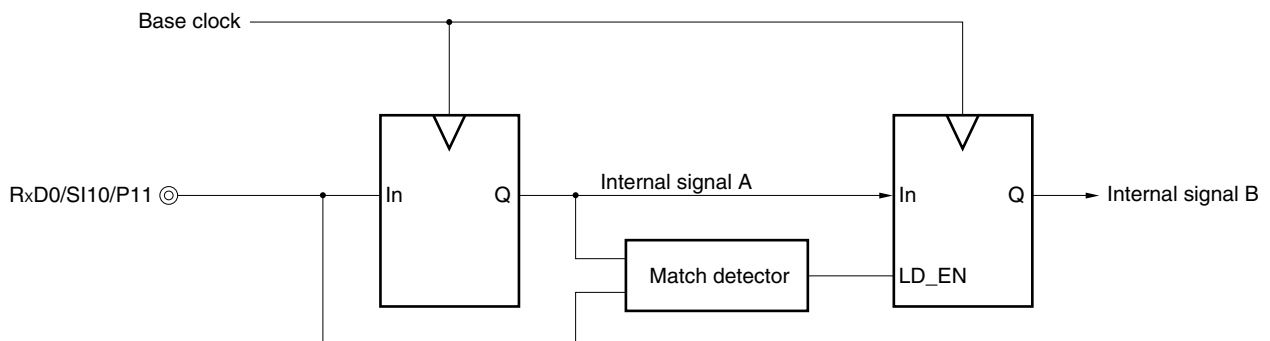 Base clock
RxD0/SI10/P11
In
Q
Internal signal A
In
Q
Internal signal B
Match detector
LD_EN